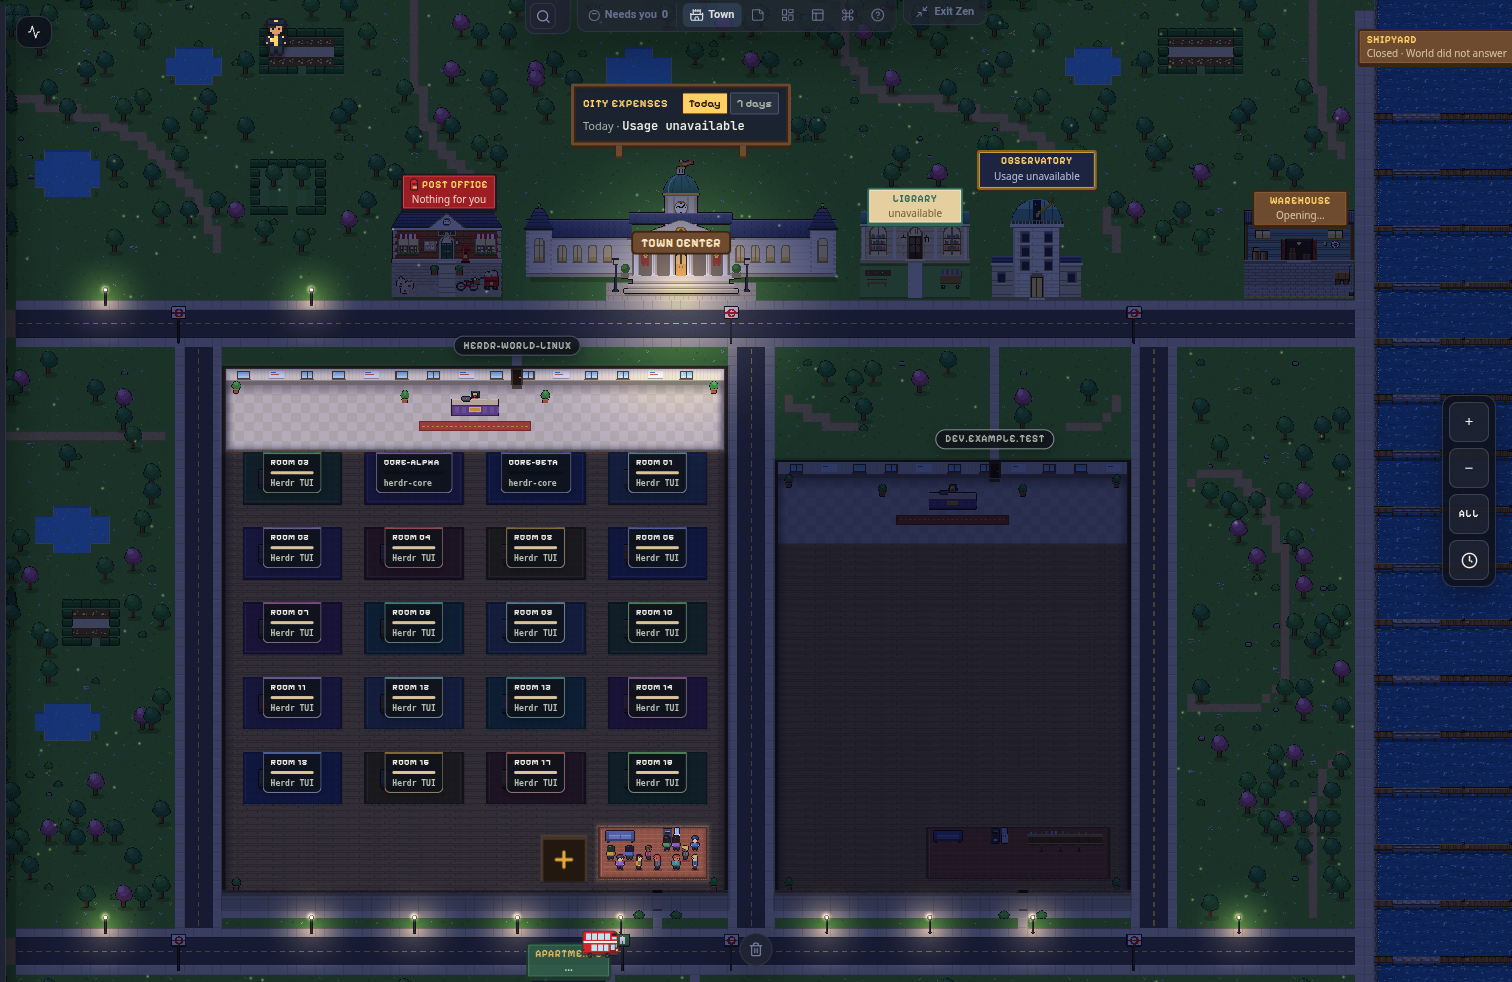 Needs you 0
Town
Exit Zen
SHIPYARD
Closed · World did not answer
CITY EXPENSES
Today
7 days
Today · Usage unavailable
OBSERVATORY
Usage unavailable
POST OFFICE
Nothing for you
LIBRARY
unavailable
WAREHOUSE
Opening...
TOWN CENTER
HERDR-WORLD-LINUX
DEV.EXAMPLE.TEST
ROOM 03
Herdr TUI
CORE-ALPHA
herdr-core
CORE-BETA
herdr-core
ROOM 01
Herdr TUI
ROOM 02
Herdr TUI
ROOM 04
Herdr TUI
ROOM 05
Herdr TUI
ROOM 06
Herdr TUI
ROOM 07
Herdr TUI
ROOM 08
Herdr TUI
ROOM 09
Herdr TUI
ROOM 10
Herdr TUI
ROOM 11
Herdr TUI
ROOM 12
Herdr TUI
ROOM 13
Herdr TUI
ROOM 14
Herdr TUI
ROOM 15
Herdr TUI
ROOM 16
Herdr TUI
ROOM 17
Herdr TUI
ROOM 18
Herdr TUI
+
−
ALL
+
APARTME
...